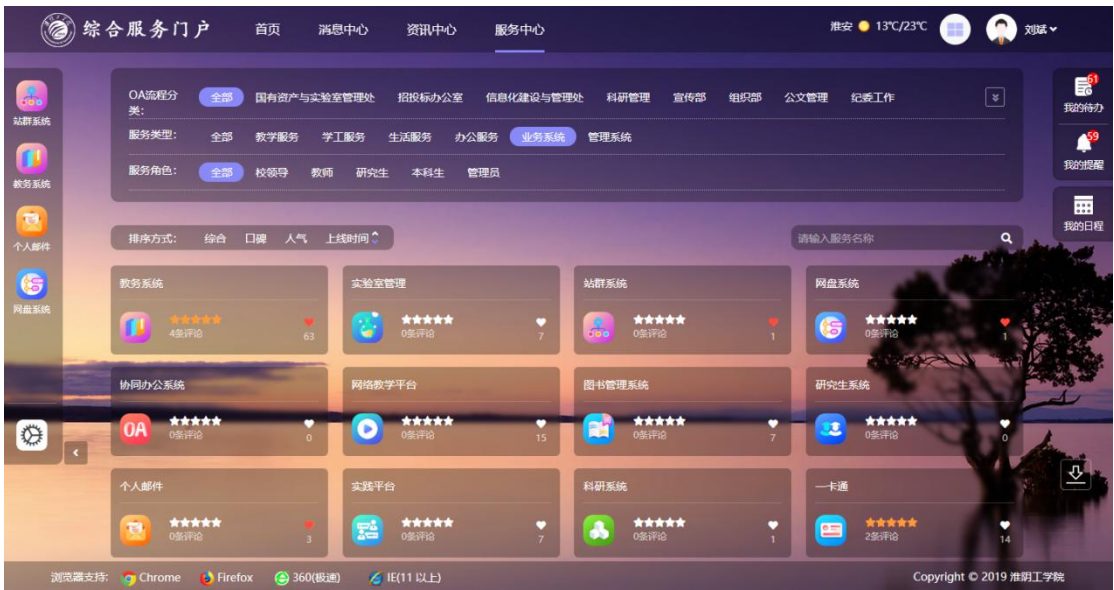 综合服务门户 首页 消息中心 资讯中心 服务中心 淮安 13℃/23℃ 刘斌
OA流程分类: 全部 国有资产与实验室管理处 招投标办公室 信息化建设与管理处 科研管理 宣传部 组织部 公文管理 纪委工作
服务类型: 全部 教学服务 学工服务 生活服务 办公服务 业务系统 管理系统
服务角色: 全部 校领导 教师 研究生 本科生 管理员
站群系统
教务系统
个人邮件
网盘系统
61
我的待办
59
我的提醒
我的日程
排序方式: 综合 口碑 人气 上线时间 请输入服务名称
教务系统 实验室管理 站群系统 网盘系统
4条评论 63 0条评论 7 0条评论 1 0条评论 1
协同办公系统 网络教学平台 图书管理系统 研究生系统
OA 0条评论 0 0条评论 15 0条评论 7 0条评论 0
个人邮件 实践平台 科研系统 一卡通
0条评论 3 0条评论 7 0条评论 1 2条评论 14
浏览器支持: Chrome Firefox 360(极速) IE(11 以上) Copyright © 2019 淮阴工学院